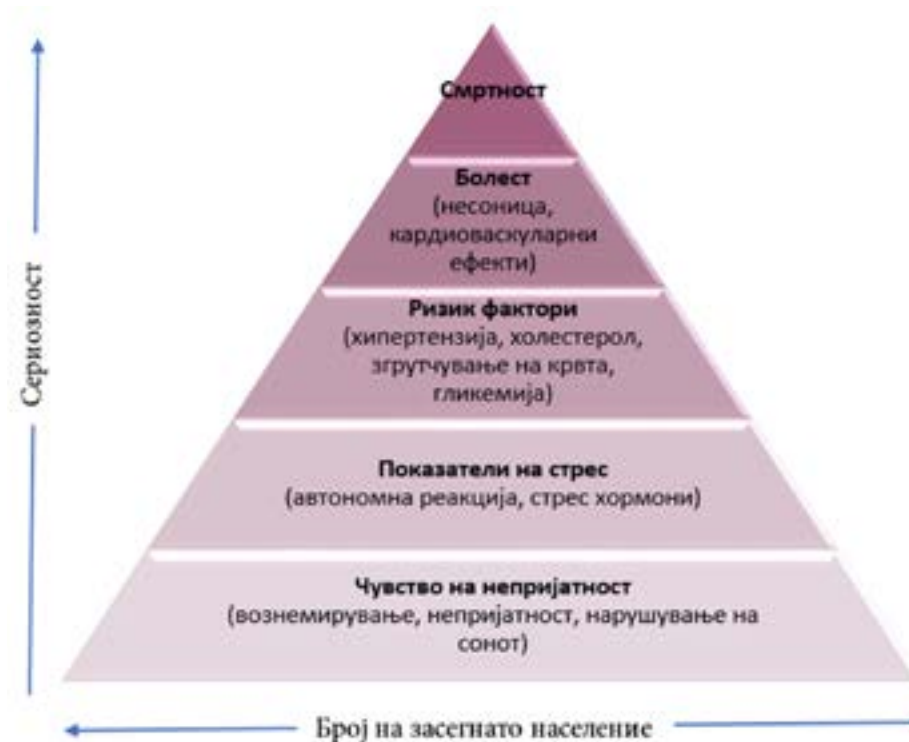 Смртност
Болест
(несоница,
кардиоваскуларни
ефекти)
Ризик фактори
(хипертензија, холестерол,
згрутчување на крвта,
гликемија)
Показатели на стрес
(автономна реакција, стрес хормони)
Чувство на непријатност
(вознемирување, непријатност, нарушување на
сонот)
Сериозност
Број на засегнато население